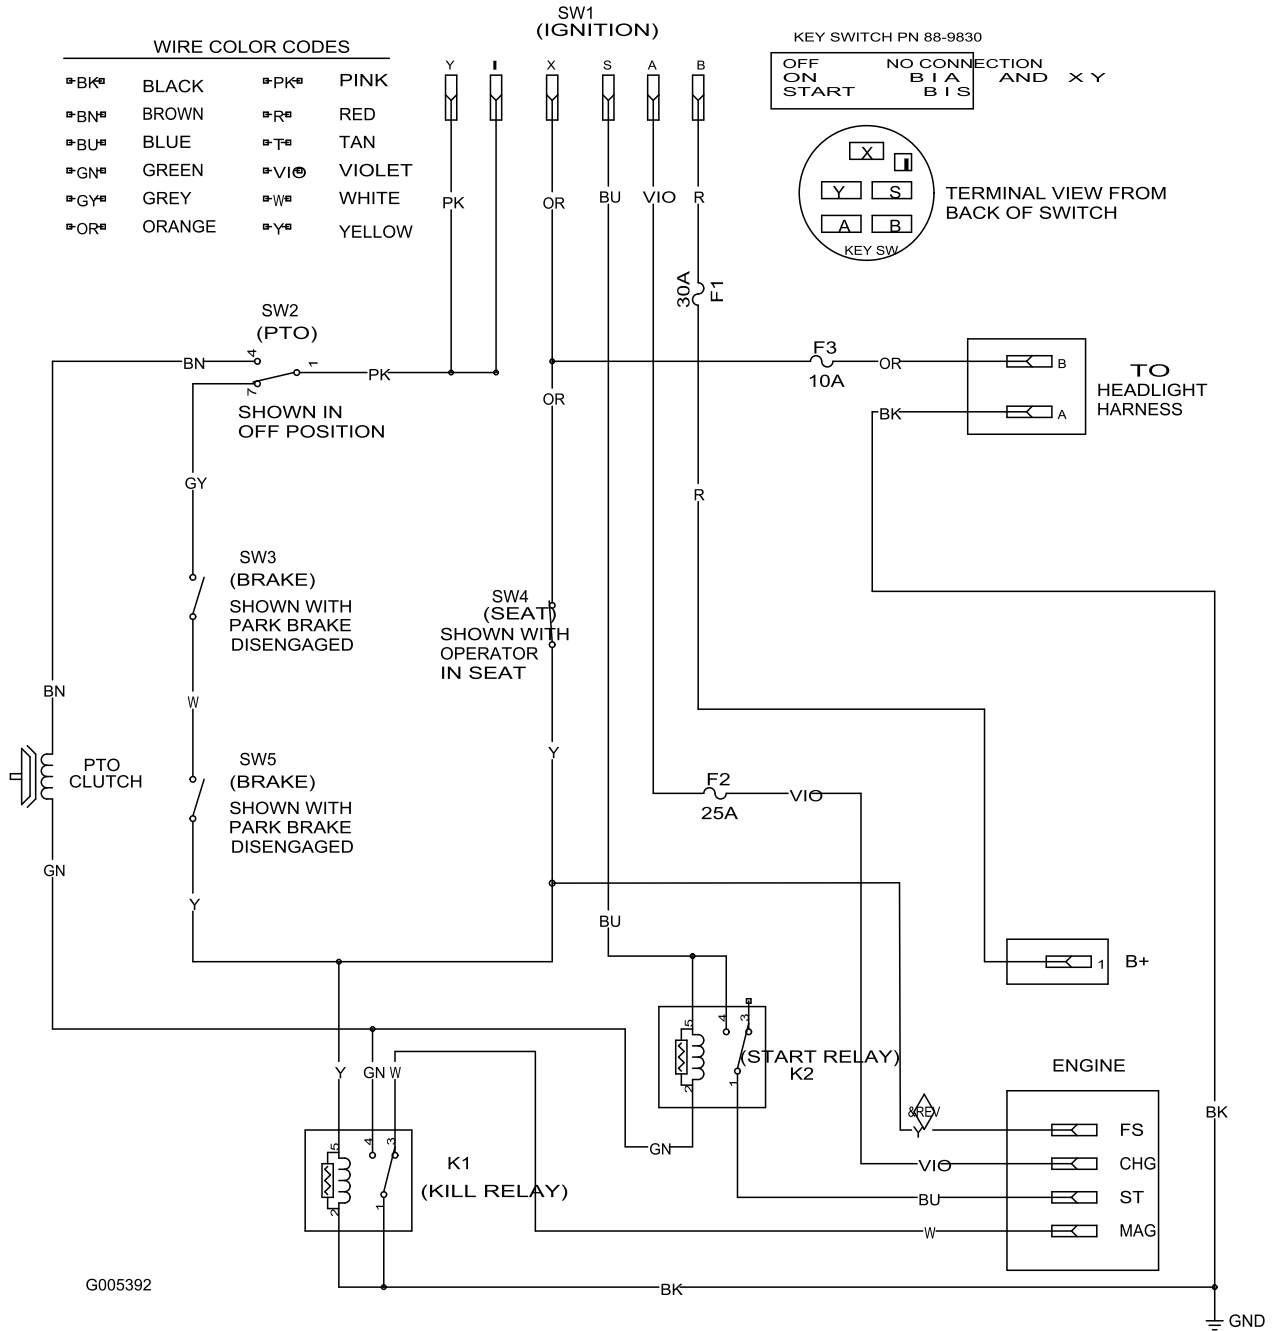 SW1
(IGNITION)
WIRE COLOR CODES
BK BLACK PK PINK
BN BROWN R RED
BU BLUE T TAN
GN GREEN VIO VIOLET
GY GREY W WHITE
OR ORANGE Y YELLOW
Y I X S A B
KEY SWITCH PN 88-9830
OFF NO CONNECTION
ON B I A AND X Y
START B I S
X I
Y S
A B
KEY SW
TERMINAL VIEW FROM
BACK OF SWITCH
PK OR BU VIO R
30A F1
SW2
(PTO)
BN 4 1 PK
7
SHOWN IN
OFF POSITION
F3
10A
OR B
BK A
TO
HEADLIGHT
HARNESS
OR
GY
R
SW3
(BRAKE)
SHOWN WITH
PARK BRAKE
DISENGAGED
SW4
(SEAT)
SHOWN WITH
OPERATOR
IN SEAT
BN
W
Y
PTO
CLUTCH
SW5
(BRAKE)
SHOWN WITH
PARK BRAKE
DISENGAGED
F2
25A
VIO
GN
Y
BU
1 B+
5 4 3
(START RELAY)
K2
2 1
ENGINE
Y GN W
&REV
Y FS
BK
GN
VIO CHG
BU ST
W MAG
5 4 3
K1
(KILL RELAY)
2 1
G005392
BK
GND